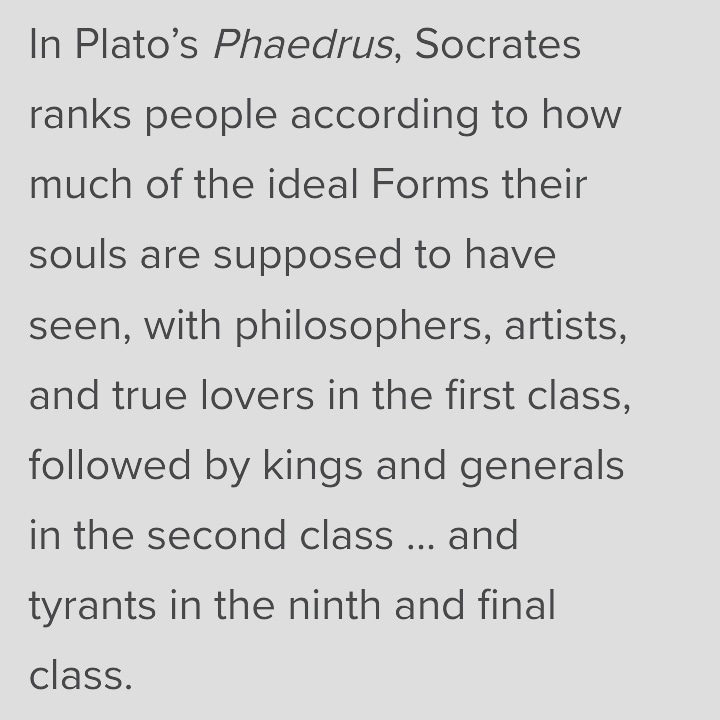 In Plato’s Phaedrus, Socrates
ranks people according to how
much of the ideal Forms their
souls are supposed to have
seen, with philosophers, artists,
and true lovers in the first class,
followed by kings and generals
in the second class ... and
tyrants in the ninth and final
class.